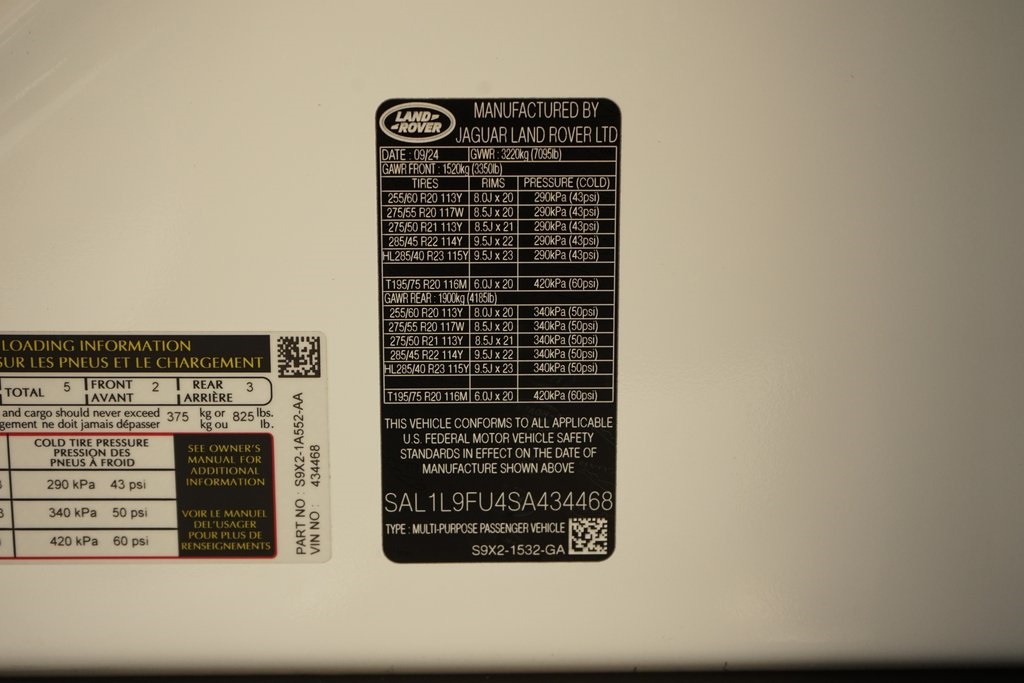 LAND-
-ROVER
MANUFACTURED BY
JAGUAR LAND ROVER LTD
DATE : 09/24 GVWR : 3220kg (7095lb)
GAWR FRONT : 1520kg (3350lb)
TIRES RIMS PRESSURE (COLD)
255/60 R20 113Y 8.0J x 20 290kPa (43psi)
275/55 R20 117W 8.5J x 20 290kPa (43psi)
275/50 R21 113Y 8.5J x 21 290kPa (43psi)
285/45 R22 114Y 9.5J x 22 290kPa (43psi)
HL285/40 R23 115Y 9.5J x 23 290kPa (43psi)
T195/75 R20 116M 6.0J x 20 420kPa (60psi)
GAWR REAR : 1900kg (4185lb)
255/60 R20 113Y 8.0J x 20 340kPa (50psi)
275/55 R20 117W 8.5J x 20 340kPa (50psi)
275/50 R21 113Y 8.5J x 21 340kPa (50psi)
285/45 R22 114Y 9.5J x 22 340kPa (50psi)
HL285/40 R23 115Y 9.5J x 23 340kPa (50psi)
T195/75 R20 116M 6.0J x 20 420kPa (60psi)
THIS VEHICLE CONFORMS TO ALL APPLICABLE
U.S. FEDERAL MOTOR VEHICLE SAFETY
STANDARDS IN EFFECT ON THE DATE OF
MANUFACTURE SHOWN ABOVE
SAL1L9FU4SA434468
TYPE : MULTI-PURPOSE PASSENGER VEHICLE
S9X2-1532-GA
LOADING INFORMATION
SUR LES PNEUS ET LE CHARGEMENT
TOTAL 5 FRONT 2 REAR 3
AVANT ARRIÈRE
and cargo should never exceed 375 kg or 825 lbs.
gement ne doit jamais dépasser kg ou lb.
COLD TIRE PRESSURE
PRESSION DES
PNEUS À FROID
290 kPa 43 psi
340 kPa 50 psi
420 kPa 60 psi
SEE OWNER'S
MANUAL FOR
ADDITIONAL
INFORMATION
VOIR LE MANUEL
DEL'USAGER
POUR PLUS DE
RENSEIGNEMENTS
PART NO : S9X2-1A552-AA
VIN NO : 434468